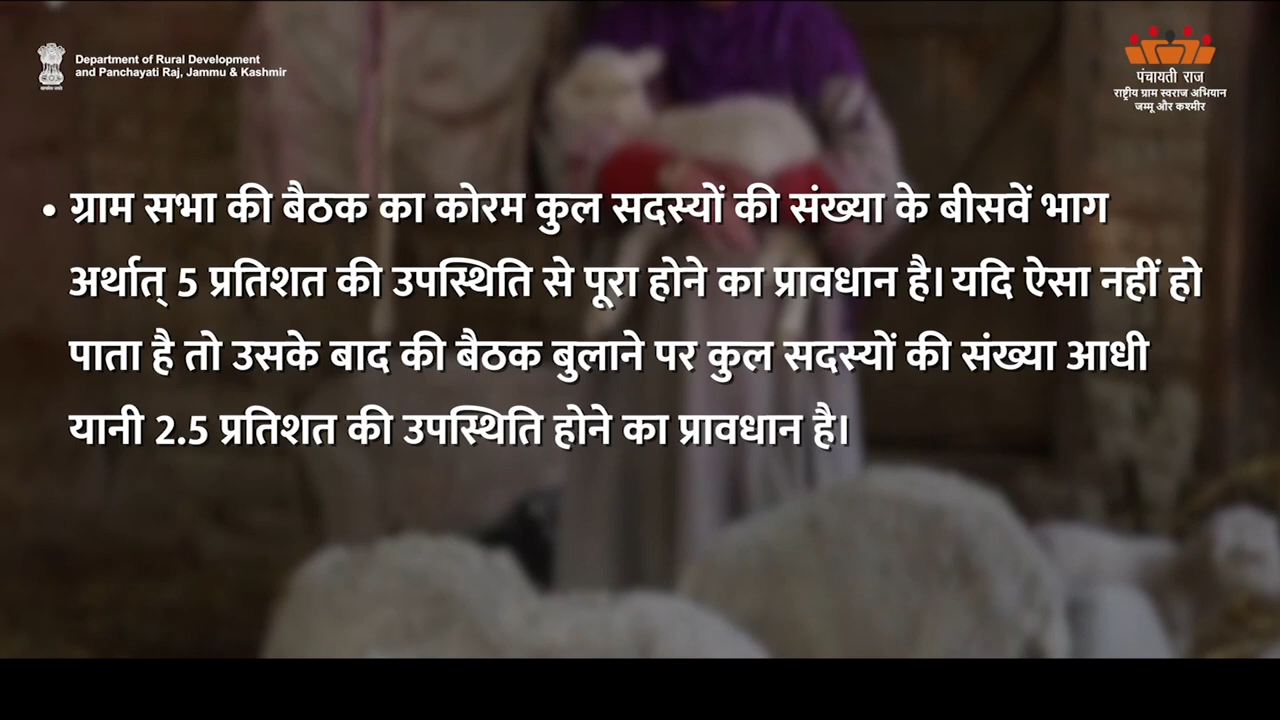 Department of Rural Development
and Panchayati Raj, Jammu & Kashmir
पंचायती राज
राष्ट्रीय ग्राम स्वराज अभियान
जम्मू और कश्मीर
• ग्राम सभा की बैठक का कोरम कुल सदस्यों की संख्या के बीसवें भाग
अर्थात् 5 प्रतिशत की उपस्थिति से पूरा होने का प्रावधान है। यदि ऐसा नहीं हो
पाता है तो उसके बाद की बैठक बुलाने पर कुल सदस्यों की संख्या आधी
यानी 2.5 प्रतिशत की उपस्थिति होने का प्रावधान है।